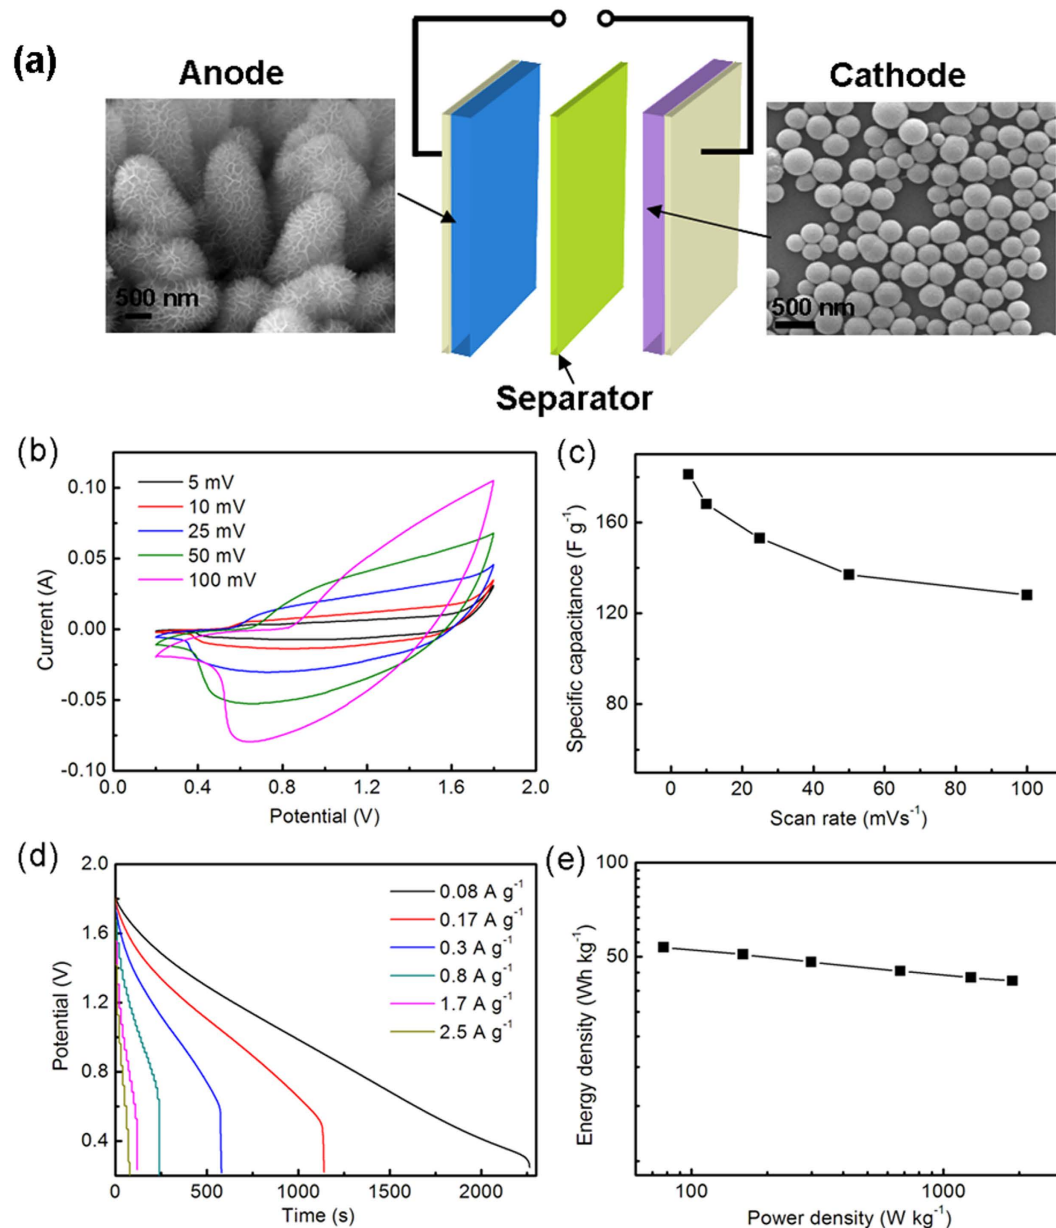 (a)
Anode
Cathode
500 nm
500 nm
Separator
(b)
0.10
0.05
0.00
-0.05
-0.10
Current (A)
5 mV
10 mV
25 mV
50 mV
100 mV
0.0 0.4 0.8 1.2 1.6 2.0
Potential (V)
(c)
160
120
80
Specific capacitance (F g⁻¹)
0 20 40 60 80 100
Scan rate (mVs⁻¹)
(d)
2.0
1.6
1.2
0.8
0.4
Potential (V)
0.08 A g⁻¹
0.17 A g⁻¹
0.3 A g⁻¹
0.8 A g⁻¹
1.7 A g⁻¹
2.5 A g⁻¹
0 500 1000 1500 2000
Time (s)
(e)
100
50
Energy density (Wh kg⁻¹)
100 1000
Power density (W kg⁻¹)